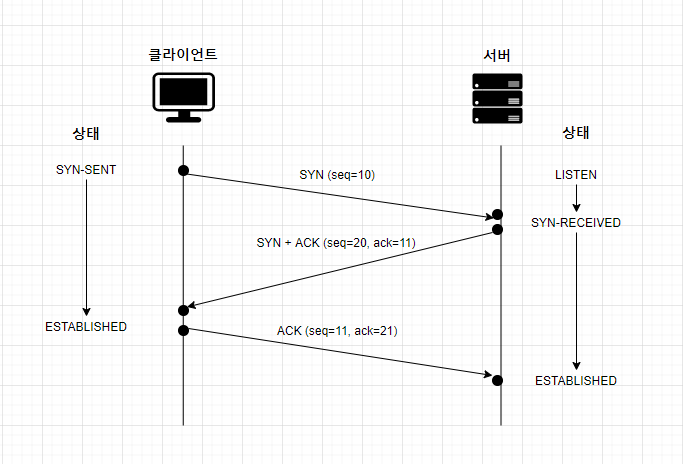 클라이언트
서버
상태
상태
SYN-SENT
SYN (seq=10)
LISTEN
SYN-RECEIVED
SYN + ACK (seq=20, ack=11)
ESTABLISHED
ACK (seq=11, ack=21)
ESTABLISHED